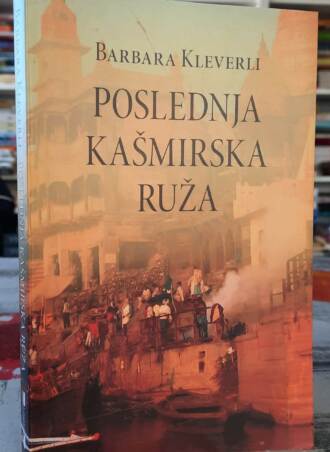 BARBARA KLEVERLI
POSLEDNJA
KAŠMIRSKA
RUŽA